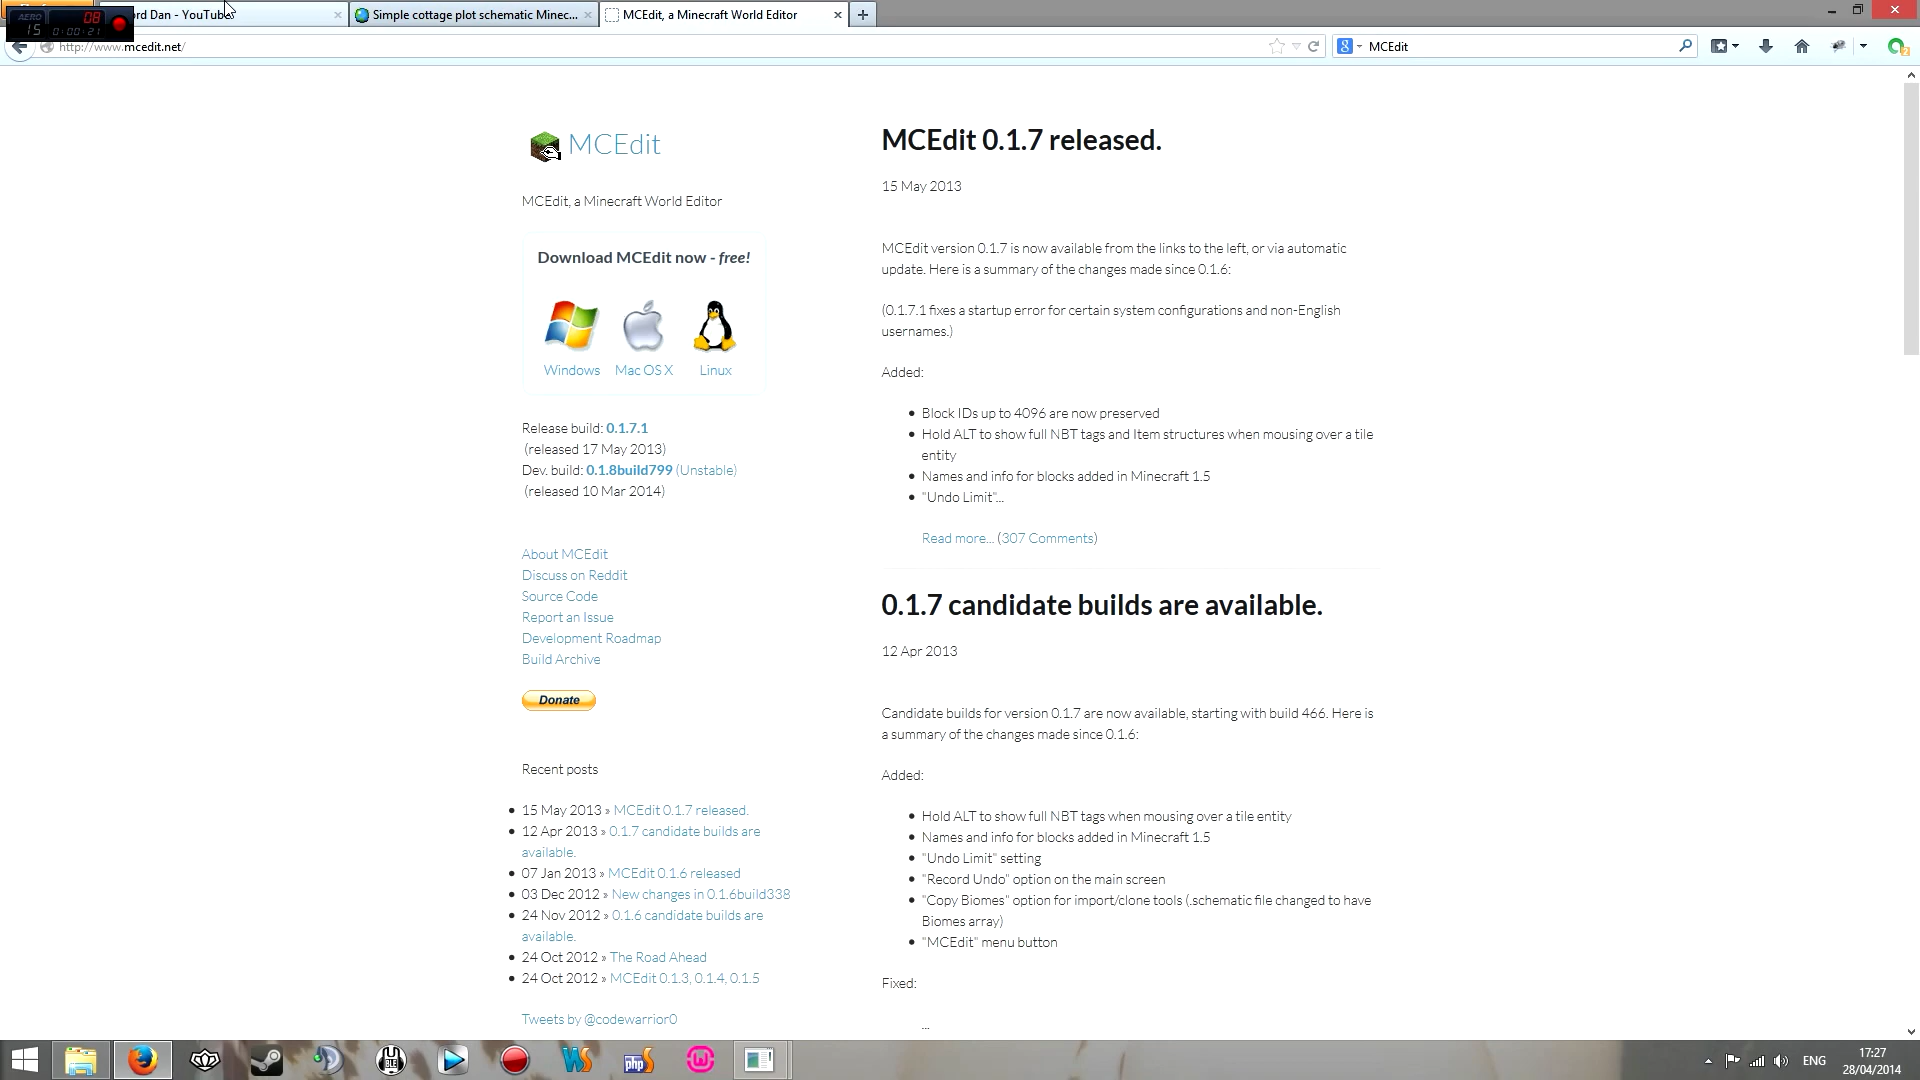 ord Dan - YouTube
Simple cottage plot schematic Minec...
MCEdit, a Minecraft World Editor
AERO
15
08
0:00:21
http://www.mcedit.net/
MCEdit
MCEdit
MCEdit, a Minecraft World Editor
Download MCEdit now - free!
Windows
Mac OS X
Linux
Release build: 0.1.7.1
(released 17 May 2013)
Dev. build: 0.1.8build799 (Unstable)
(released 10 Mar 2014)
About MCEdit
Discuss on Reddit
Source Code
Report an Issue
Development Roadmap
Build Archive
Donate
Recent posts
15 May 2013 » MCEdit 0.1.7 released.
12 Apr 2013 » 0.1.7 candidate builds are
available.
07 Jan 2013 » MCEdit 0.1.6 released
03 Dec 2012 » New changes in 0.1.6build338
24 Nov 2012 » 0.1.6 candidate builds are
available.
24 Oct 2012 » The Road Ahead
24 Oct 2012 » MCEdit 0.1.3, 0.1.4, 0.1.5
Tweets by @codewarrior0
MCEdit 0.1.7 released.
15 May 2013
MCEdit version 0.1.7 is now available from the links to the left, or via automatic
update. Here is a summary of the changes made since 0.1.6:
(0.1.7.1 fixes a startup error for certain system configurations and non-English
usernames.)
Added:
Block IDs up to 4096 are now preserved
Hold ALT to show full NBT tags and Item structures when mousing over a tile
entity
Names and info for blocks added in Minecraft 1.5
"Undo Limit"...
Read more... (307 Comments)
0.1.7 candidate builds are available.
12 Apr 2013
Candidate builds for version 0.1.7 are now available, starting with build 466. Here is
a summary of the changes made since 0.1.6:
Added:
Hold ALT to show full NBT tags when mousing over a tile entity
Names and info for blocks added in Minecraft 1.5
"Undo Limit" setting
"Record Undo" option on the main screen
"Copy Biomes" option for import/clone tools (.schematic file changed to have
Biomes array)
"MCEdit" menu button
Fixed:
...
ENG
17:27
28/04/2014